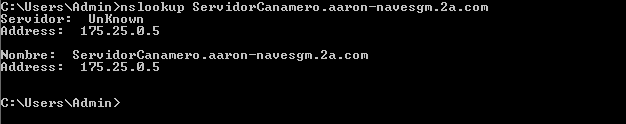 C:\Users\Admin>nslookup ServidorCanamero.aaron-navesgm.2a.com
Servidor:  UnKnown
Address:  175.25.0.5
Nombre:  ServidorCanamero.aaron-navesgm.2a.com
Address:  175.25.0.5
C:\Users\Admin>